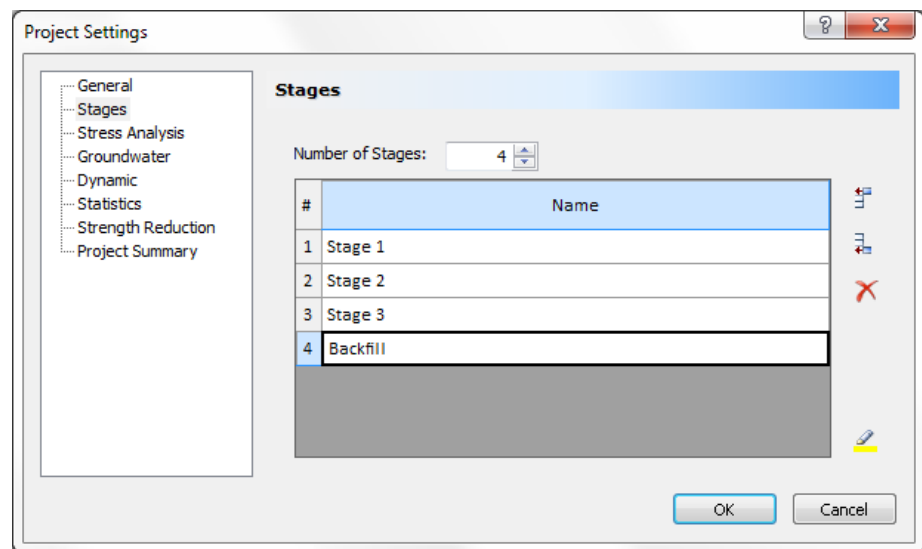 Project Settings
General
Stages
Stress Analysis
Groundwater
Dynamic
Statistics
Strength Reduction
Project Summary
Stages
Number of Stages: 4
# Name
1 Stage 1
2 Stage 2
3 Stage 3
4 Backfill
OK Cancel